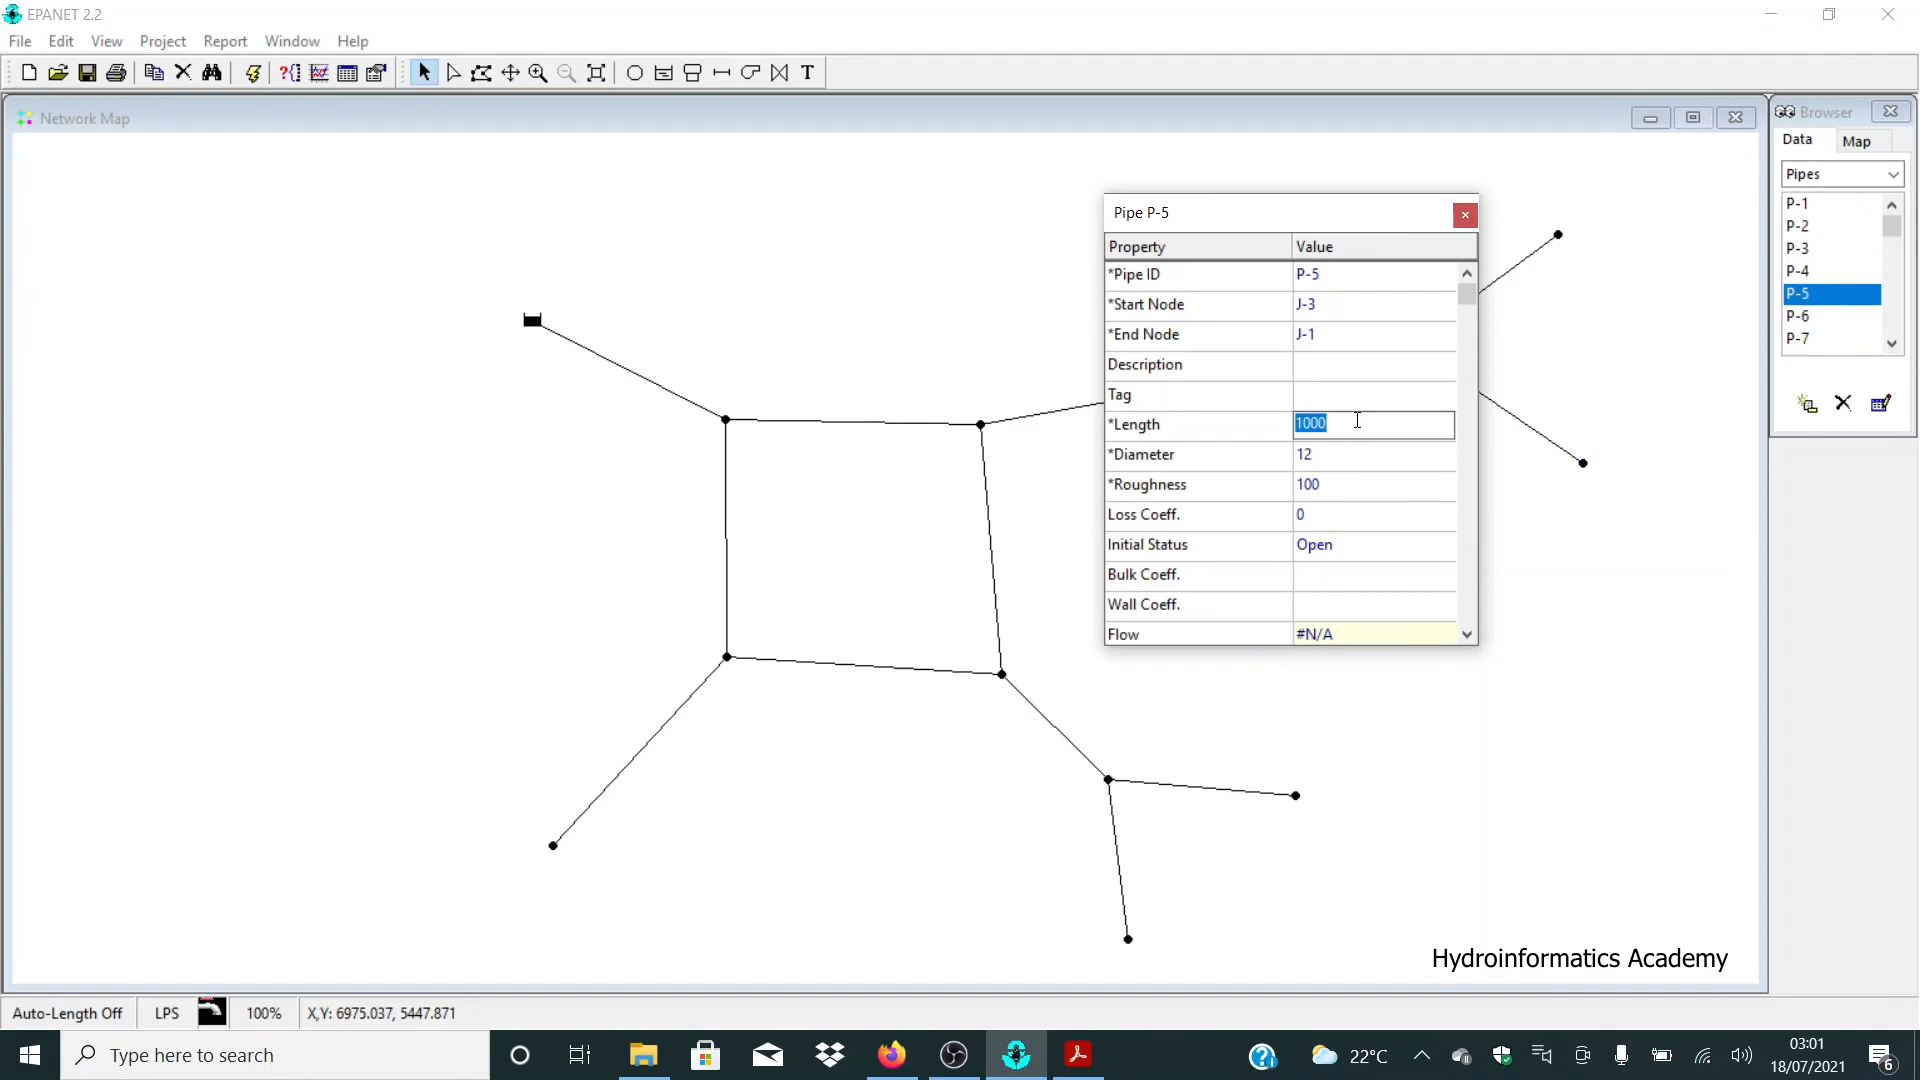 EPANET 2.2
File Edit View Project Report Window Help
Network Map
Browser
Data Map
Pipes
P-1
P-2
P-3
P-4
P-5
P-6
P-7
Pipe P-5
Property Value
*Pipe ID P-5
*Start Node J-3
*End Node J-1
Description
Tag
*Length 1000
*Diameter 12
*Roughness 100
Loss Coeff. 0
Initial Status Open
Bulk Coeff.
Wall Coeff.
Flow #N/A
Hydroinformatics Academy
Auto-Length Off LPS 100% X,Y: 6975.037, 5447.871
Type here to search
22°C
03:01
18/07/2021
6